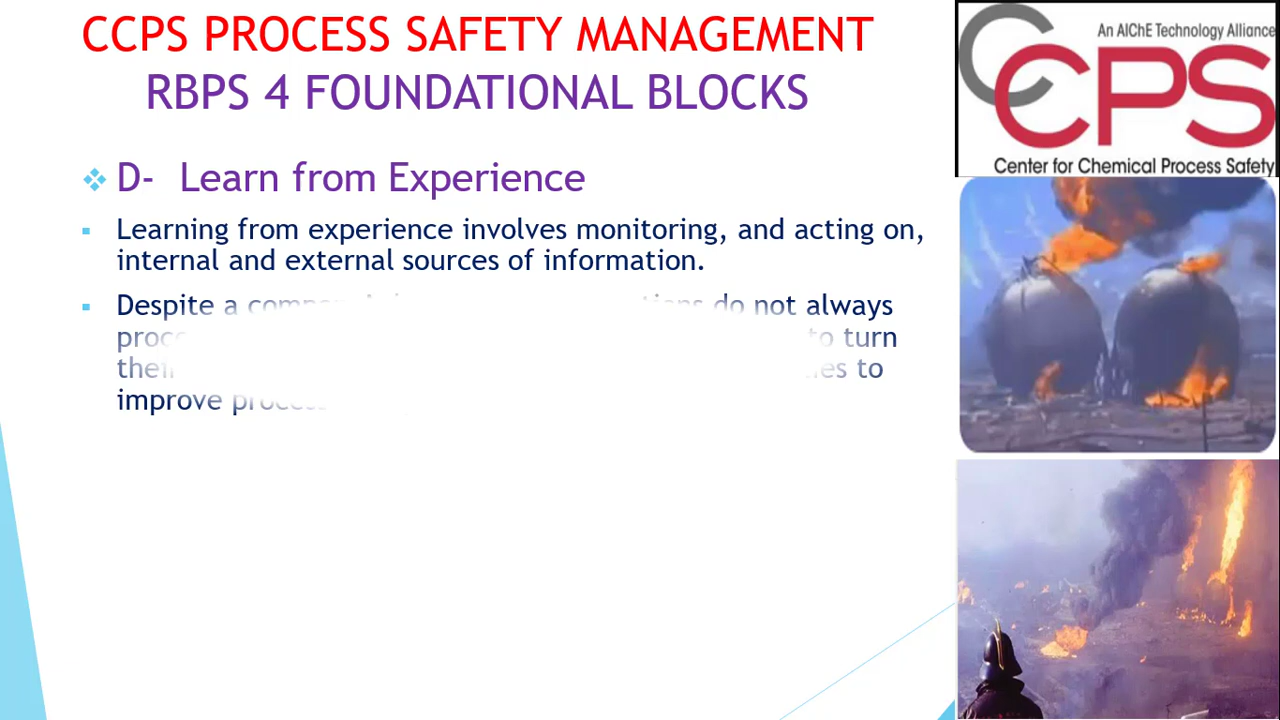 CCPS PROCESS SAFETY MANAGEMENT
RBPS 4 FOUNDATIONAL BLOCKS
D- Learn from Experience
Learning from experience involves monitoring, and acting on,
internal and external sources of information.
Despite a do not always
to turn
their to
improve
An AIChE Technology Alliance
CCPS
Center for Chemical Process Safety